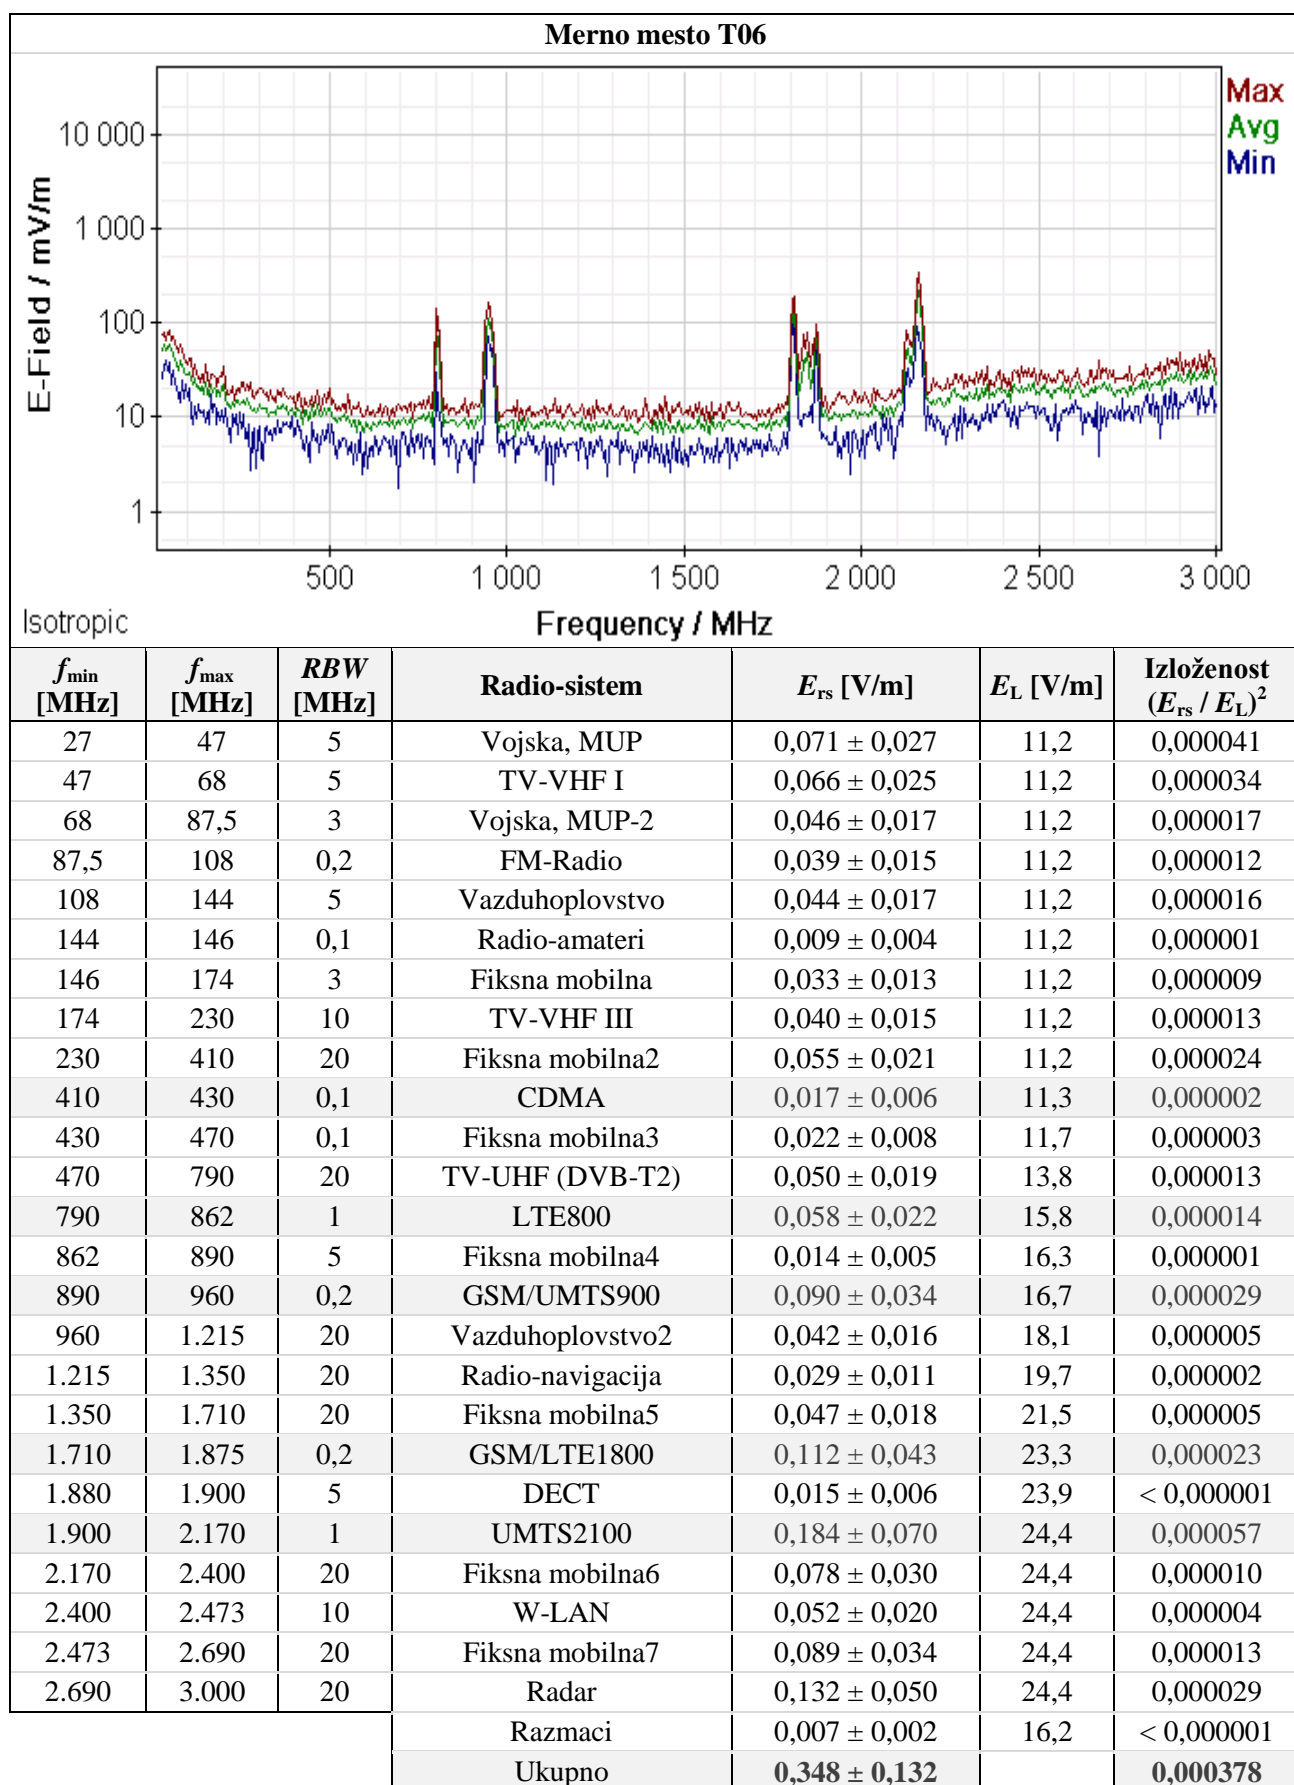 Merno mesto T06
Max
Avg
Min
E-Field / mV/m
10 000
1 000
100
10
1
500 1 000 1 500 2 000 2 500 3 000
Isotropic Frequency / MHz
fmin [MHz] fmax [MHz] RBW [MHz] Radio-sistem Ers [V/m] EL [V/m] Izloženost (Ers / EL)²
27 47 5 Vojska, MUP 0,071 ± 0,027 11,2 0,000041
47 68 5 TV-VHF I 0,066 ± 0,025 11,2 0,000034
68 87,5 3 Vojska, MUP-2 0,046 ± 0,017 11,2 0,000017
87,5 108 0,2 FM-Radio 0,039 ± 0,015 11,2 0,000012
108 144 5 Vazduhoplovstvo 0,044 ± 0,017 11,2 0,000016
144 146 0,1 Radio-amateri 0,009 ± 0,004 11,2 0,000001
146 174 3 Fiksna mobilna 0,033 ± 0,013 11,2 0,000009
174 230 10 TV-VHF III 0,040 ± 0,015 11,2 0,000013
230 410 20 Fiksna mobilna2 0,055 ± 0,021 11,2 0,000024
410 430 0,1 CDMA 0,017 ± 0,006 11,3 0,000002
430 470 0,1 Fiksna mobilna3 0,022 ± 0,008 11,7 0,000003
470 790 20 TV-UHF (DVB-T2) 0,050 ± 0,019 13,8 0,000013
790 862 1 LTE800 0,058 ± 0,022 15,8 0,000014
862 890 5 Fiksna mobilna4 0,014 ± 0,005 16,3 0,000001
890 960 0,2 GSM/UMTS900 0,090 ± 0,034 16,7 0,000029
960 1.215 20 Vazduhoplovstvo2 0,042 ± 0,016 18,1 0,000005
1.215 1.350 20 Radio-navigacija 0,029 ± 0,011 19,7 0,000002
1.350 1.710 20 Fiksna mobilna5 0,047 ± 0,018 21,5 0,000005
1.710 1.875 0,2 GSM/LTE1800 0,112 ± 0,043 23,3 0,000023
1.880 1.900 5 DECT 0,015 ± 0,006 23,9 < 0,000001
1.900 2.170 1 UMTS2100 0,184 ± 0,070 24,4 0,000057
2.170 2.400 20 Fiksna mobilna6 0,078 ± 0,030 24,4 0,000010
2.400 2.473 10 W-LAN 0,052 ± 0,020 24,4 0,000004
2.473 2.690 20 Fiksna mobilna7 0,089 ± 0,034 24,4 0,000013
2.690 3.000 20 Radar 0,132 ± 0,050 24,4 0,000029
Razmaci 0,007 ± 0,002 16,2 < 0,000001
Ukupno 0,348 ± 0,132 0,000378